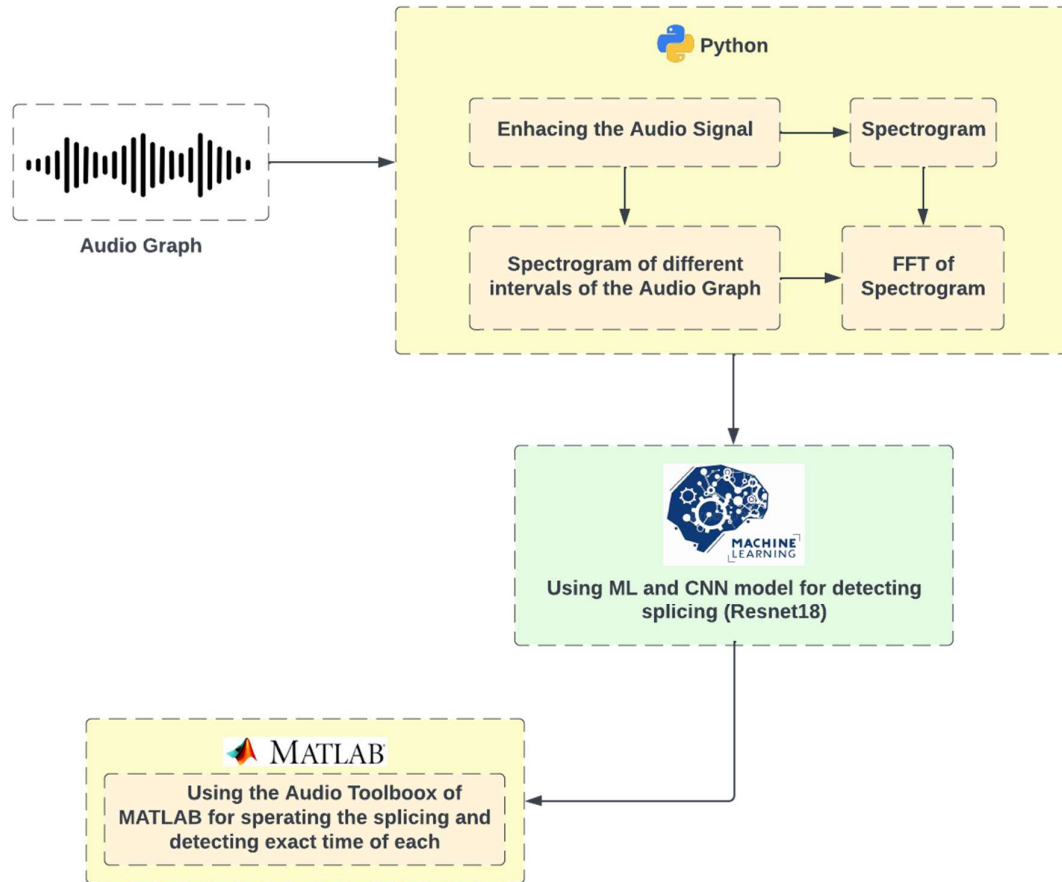 Python
Enhacing the Audio Signal
Spectrogram
Audio Graph
Spectrogram of different
intervals of the Audio Graph
FFT of
Spectrogram
MACHINE
LEARNING
Using ML and CNN model for detecting
splicing (Resnet18)
MATLAB
Using the Audio Toolboox of
MATLAB for sperating the splicing and
detecting exact time of each